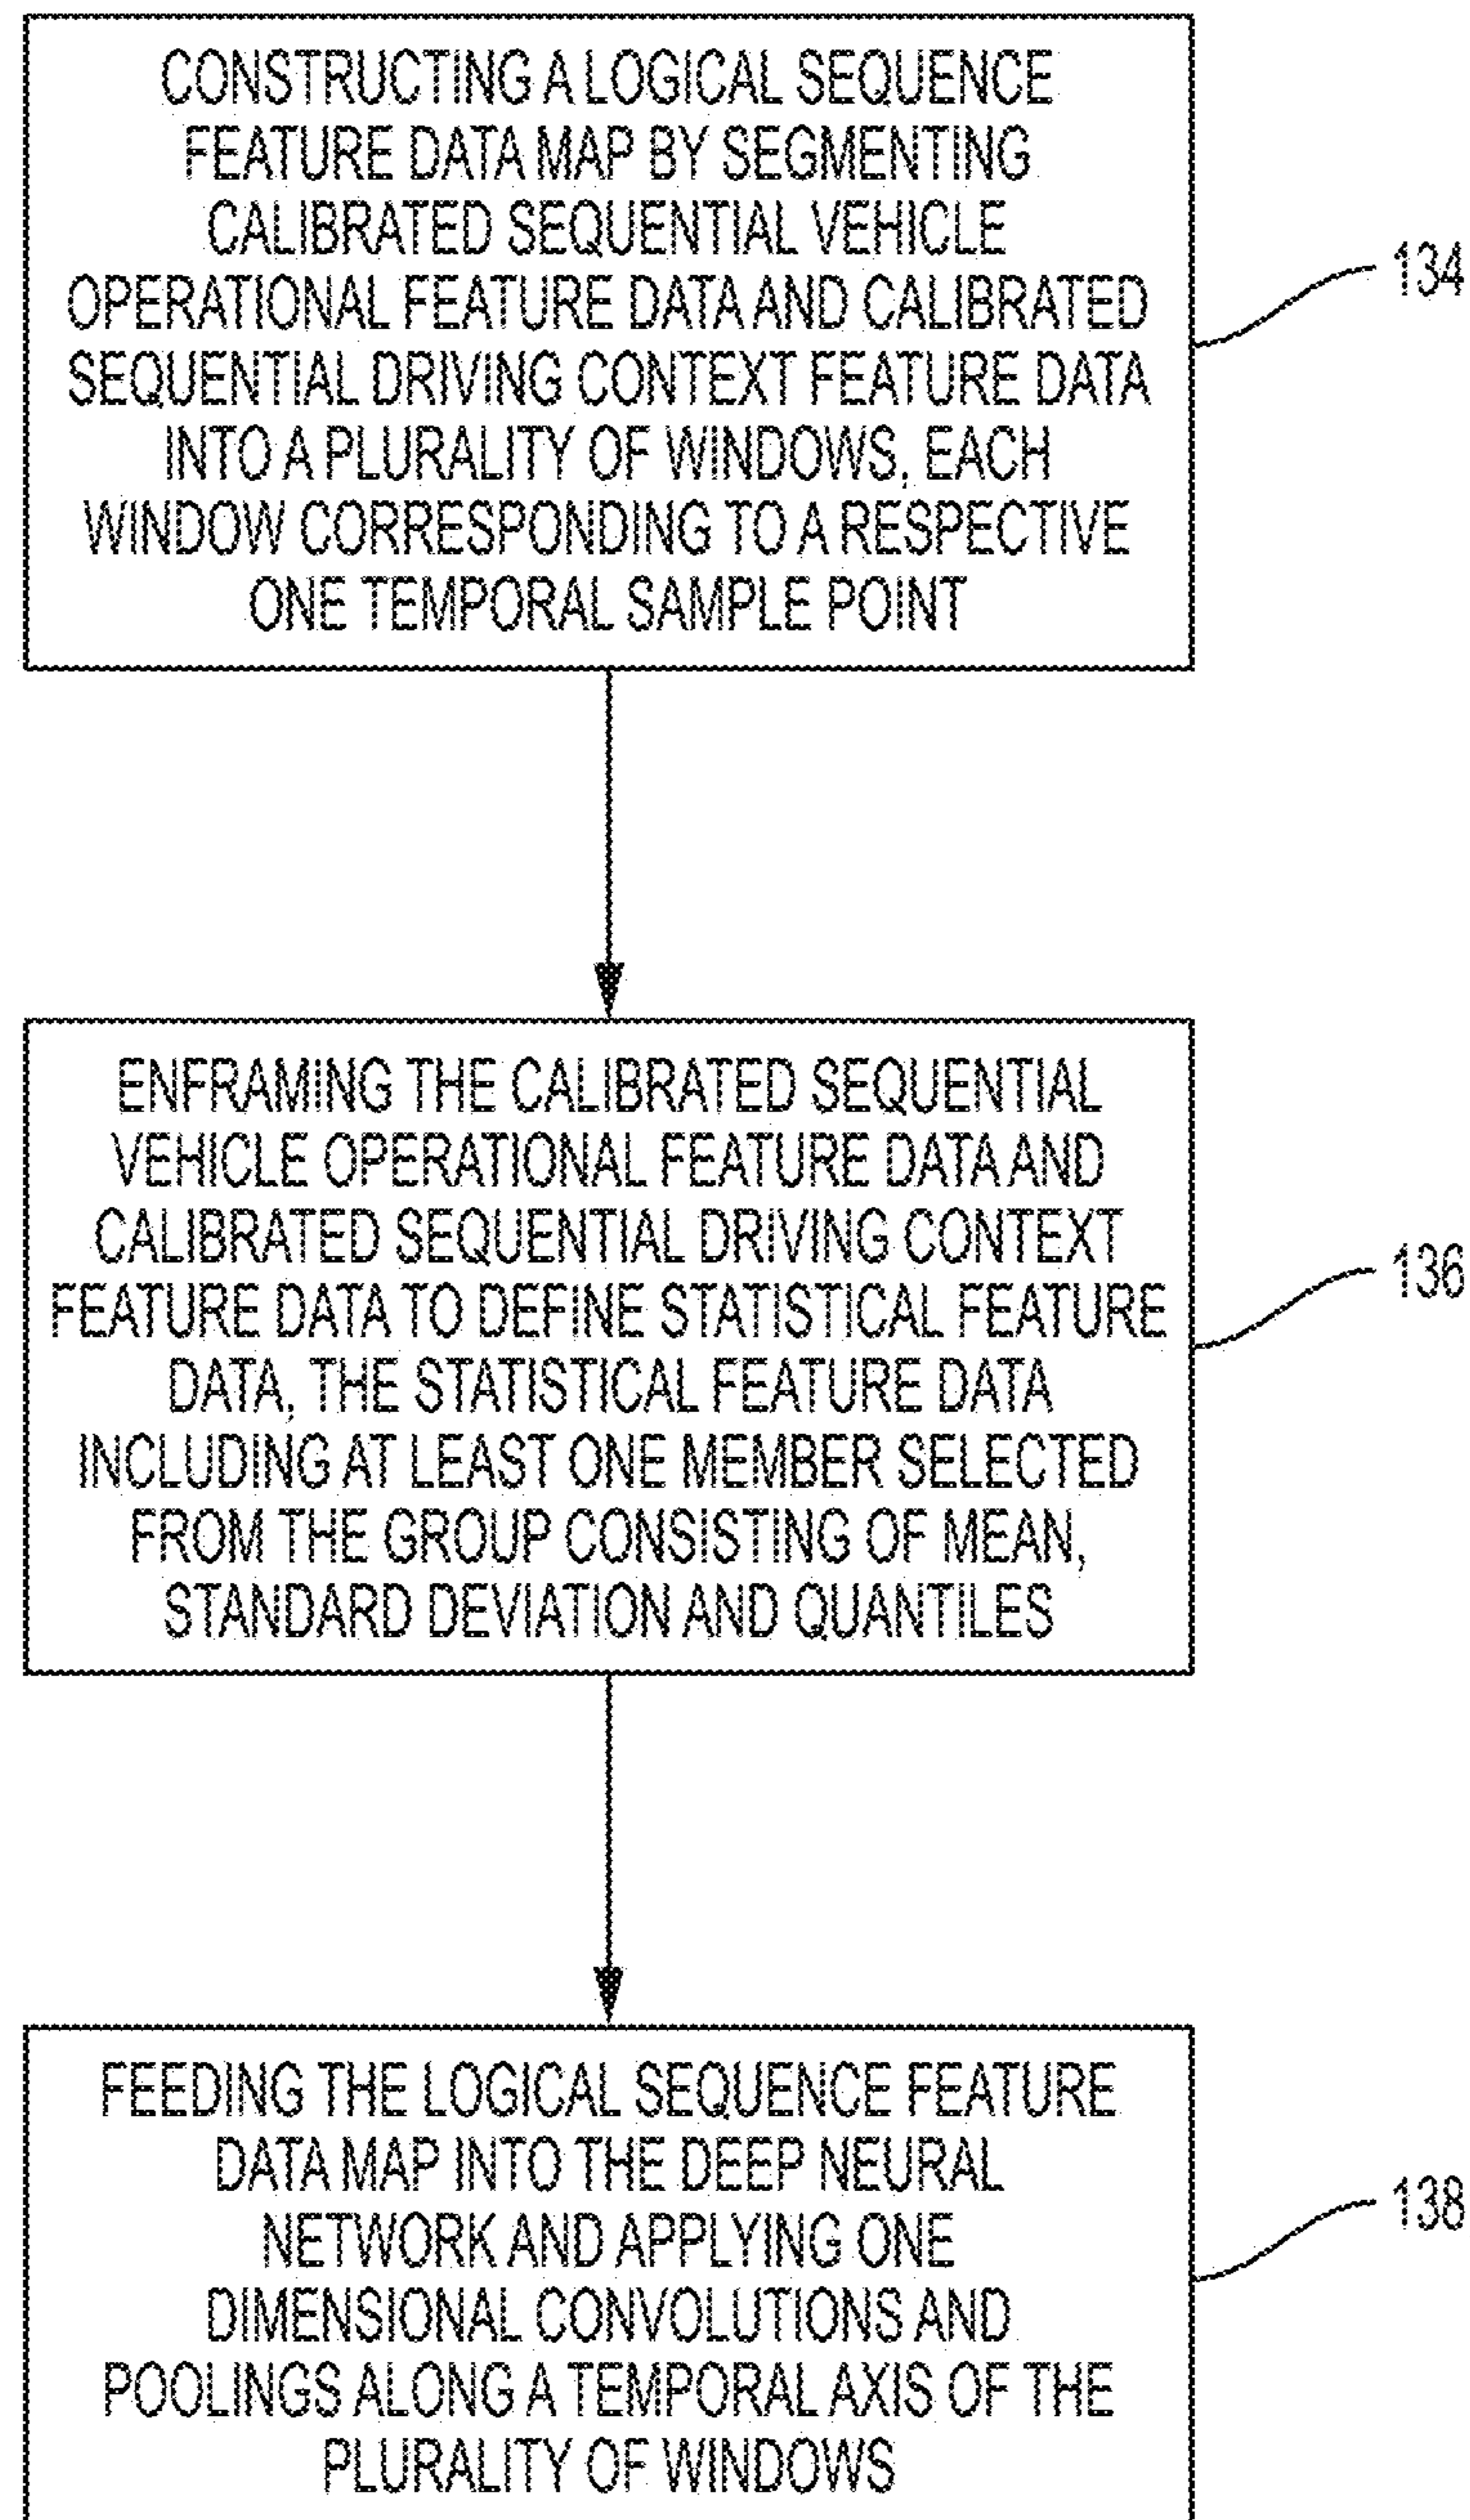 CONSTRUCTING A LOGICAL SEQUENCE
FEATURE DATA MAP BY SEGMENTING
CALIBRATED SEQUENTIAL VEHICLE
OPERATIONAL FEATURE DATA AND CALIBRATED
SEQUENTIAL DRIVING CONTEXT FEATURE DATA
INTO A PLURALITY OF WINDOWS, EACH
WINDOW CORRESPONDING TO A RESPECTIVE
ONE TEMPORAL SAMPLE POINT
134
ENFRAMING THE CALIBRATED SEQUENTIAL
VEHICLE OPERATIONAL FEATURE DATA AND
CALIBRATED SEQUENTIAL DRIVING CONTEXT
FEATURE DATA TO DEFINE STATISTICAL FEATURE
DATA, THE STATISTICAL FEATURE DATA
INCLUDING AT LEAST ONE MEMBER SELECTED
FROM THE GROUP CONSISTING OF MEAN,
STANDARD DEVIATION AND QUANTILES
136
FEEDING THE LOGICAL SEQUENCE FEATURE
DATA MAP INTO THE DEEP NEURAL
NETWORK AND APPLYING ONE
DIMENSIONAL CONVOLUTIONS AND
POOLINGS ALONG A TEMPORAL AXIS OF THE
PLURALITY OF WINDOWS
138